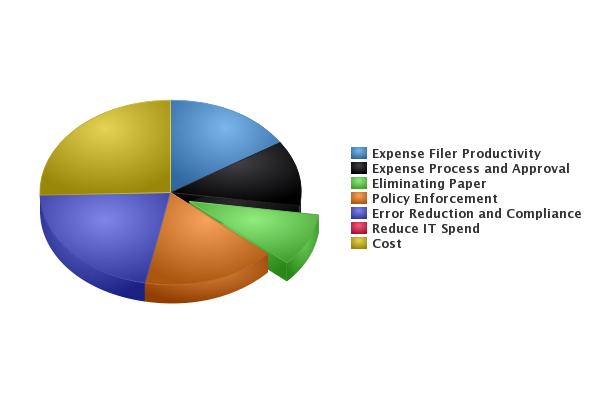 Expense Filer Productivity
Expense Process and Approval
Eliminating Paper
Policy Enforcement
Error Reduction and Compliance
Reduce IT Spend
Cost